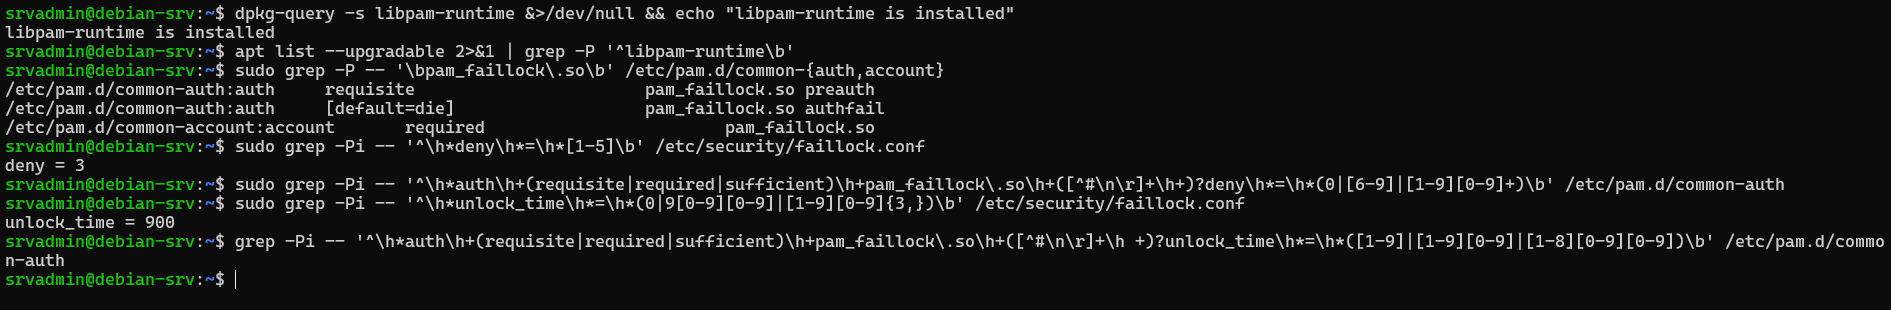 srvadmin@debian-srv:~$ dpkg-query -s libpam-runtime &>/dev/null && echo "libpam-runtime is installed"
libpam-runtime is installed
srvadmin@debian-srv:~$ apt list --upgradable 2>&1 | grep -P '^libpam-runtime\b'
srvadmin@debian-srv:~$ sudo grep -P -- '\bpam_faillock\.so\b' /etc/pam.d/common-{auth,account}
/etc/pam.d/common-auth:auth     requisite                       pam_faillock.so preauth
/etc/pam.d/common-auth:auth     [default=die]                   pam_faillock.so authfail
/etc/pam.d/common-account:account       required                        pam_faillock.so
srvadmin@debian-srv:~$ sudo grep -Pi -- '^\h*deny\h*=\h*[1-5]\b' /etc/security/faillock.conf
deny = 3
srvadmin@debian-srv:~$ sudo grep -Pi -- '^\h*auth\h+(requisite|required|sufficient)\h+pam_faillock\.so\h+([^#\n\r]+\h+)?deny\h*=\h*(0|[6-9]|[1-9][0-9]+)\b' /etc/pam.d/common-auth
srvadmin@debian-srv:~$ sudo grep -Pi -- '^\h*unlock_time\h*=\h*(0|9[0-9][0-9]|[1-9][0-9]{3,})\b' /etc/security/faillock.conf
unlock_time = 900
srvadmin@debian-srv:~$ grep -Pi -- '^\h*auth\h+(requisite|required|sufficient)\h+pam_faillock\.so\h+([^#\n\r]+\h +)?unlock_time\h*=\h*([1-9]|[1-9][0-9]|[1-8][0-9][0-9])\b' /etc/pam.d/commo
n-auth
srvadmin@debian-srv:~$